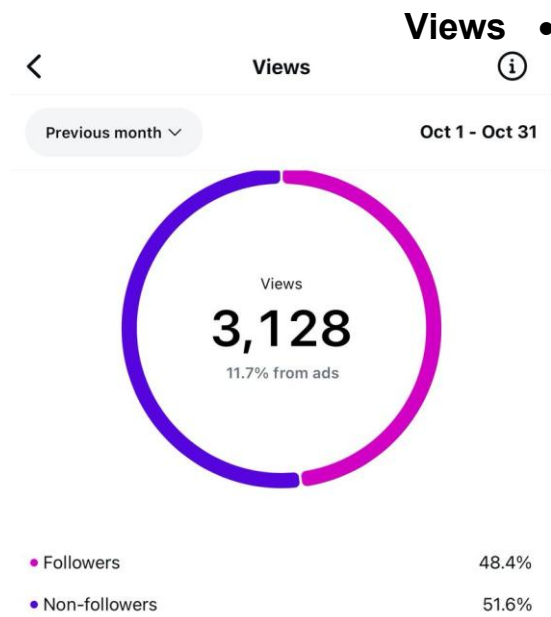 Views •
Views
Previous month
Oct 1 - Oct 31
Views
3,128
11.7% from ads
• Followers 48.4%
• Non-followers 51.6%